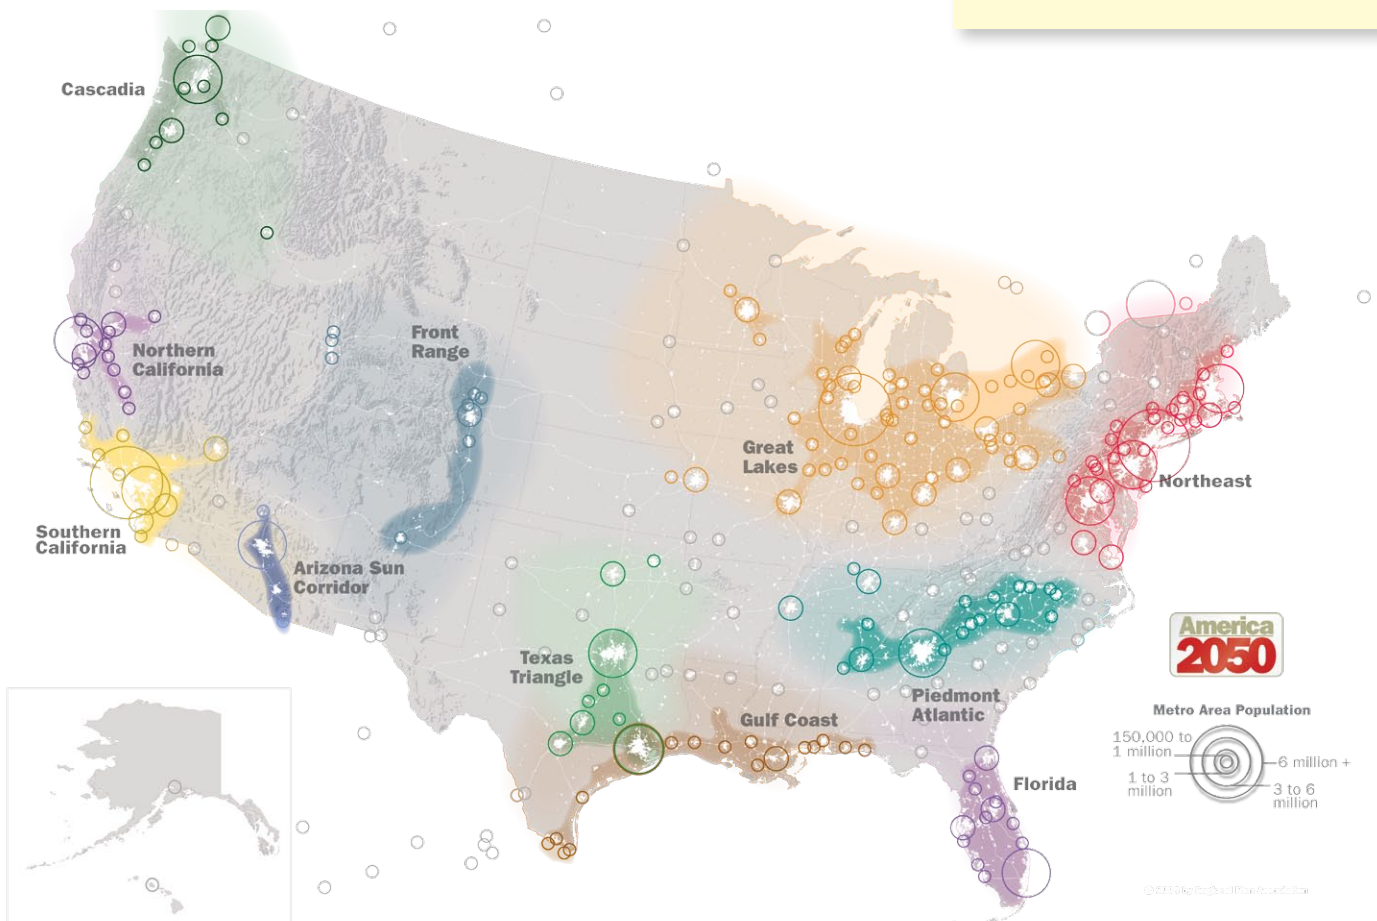 Cascadia
Northern
California
Front
Range
Great
Lakes
Northeast
Southern
California
Arizona Sun
Corridor
Texas
Triangle
Gulf Coast
Piedmont
Atlantic
Florida
America
2050
Metro Area Population
150,000 to
1 million
6 million +
1 to 3
million
3 to 6
million